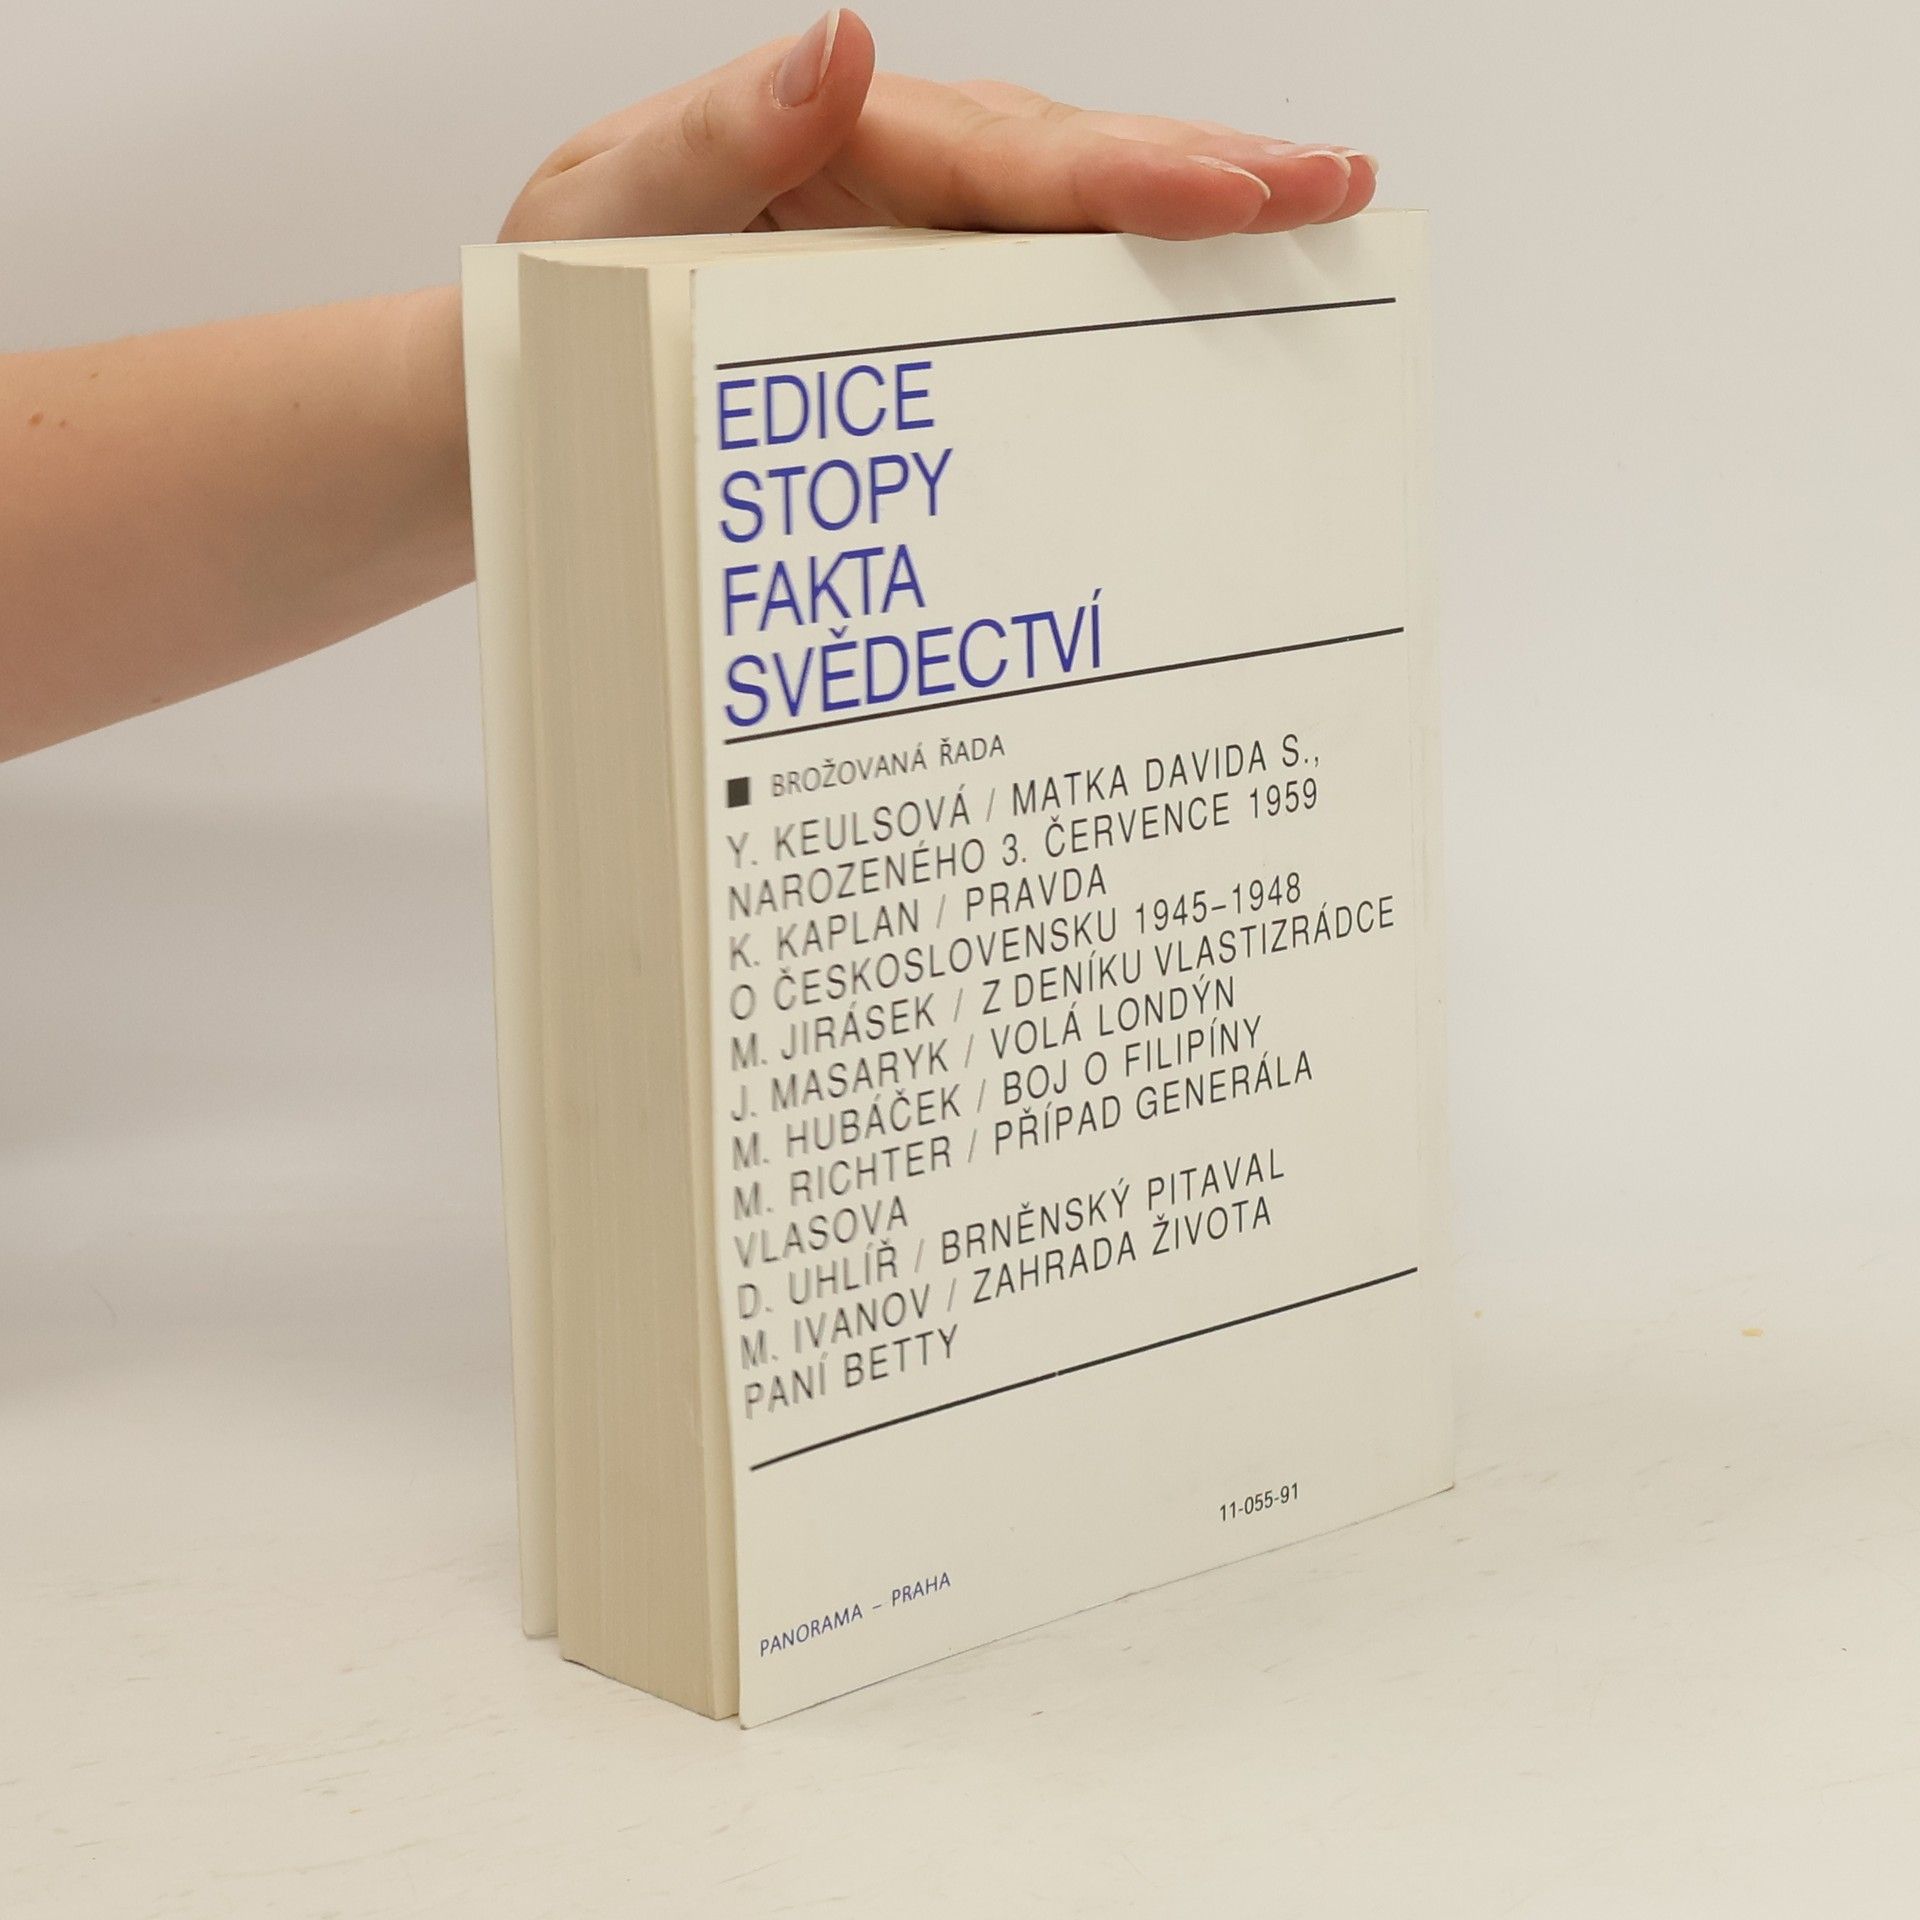 EDICE
STOPY
FAKTA
SVĚDECTVÍ
BROŽOVANÁ ŘADA
Y. KEULSOVÁ / MATKA DAVIDA S.,
NAROZENÉHO 3. ČERVENCE 1959
K. KAPLAN / PRAVDA
O ČESKOSLOVENSKU 1945–1948
M. JIRÁSEK / Z DENÍKU VLASTIZRÁDCE
J. MASARYK / VOLÁ LONDÝN
M. HUBÁČEK / BOJ O FILIPÍNY
M. RICHTER / PŘÍPAD GENERÁLA
VLASOVA
D. UHLÍŘ / BRNĚNSKÝ PITAVAL
M. IVANOV / ZAHRADA ŽIVOTA
PANÍ BETTY
11-055-91
PANORAMA – PRAHA